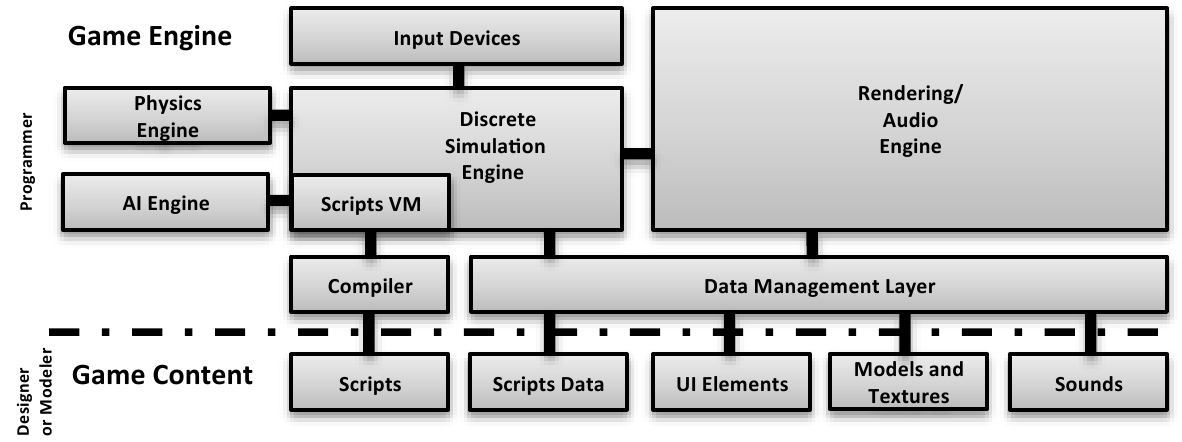 Game Engine
Input Devices
Rendering/
Audio
Engine
Physics
Engine
Discrete
Simulation
Engine
Programmer
AI Engine
Scripts VM
Compiler
Data Management Layer
Designer
or Modeler
Game Content
Scripts
Scripts Data
UI Elements
Models and
Textures
Sounds